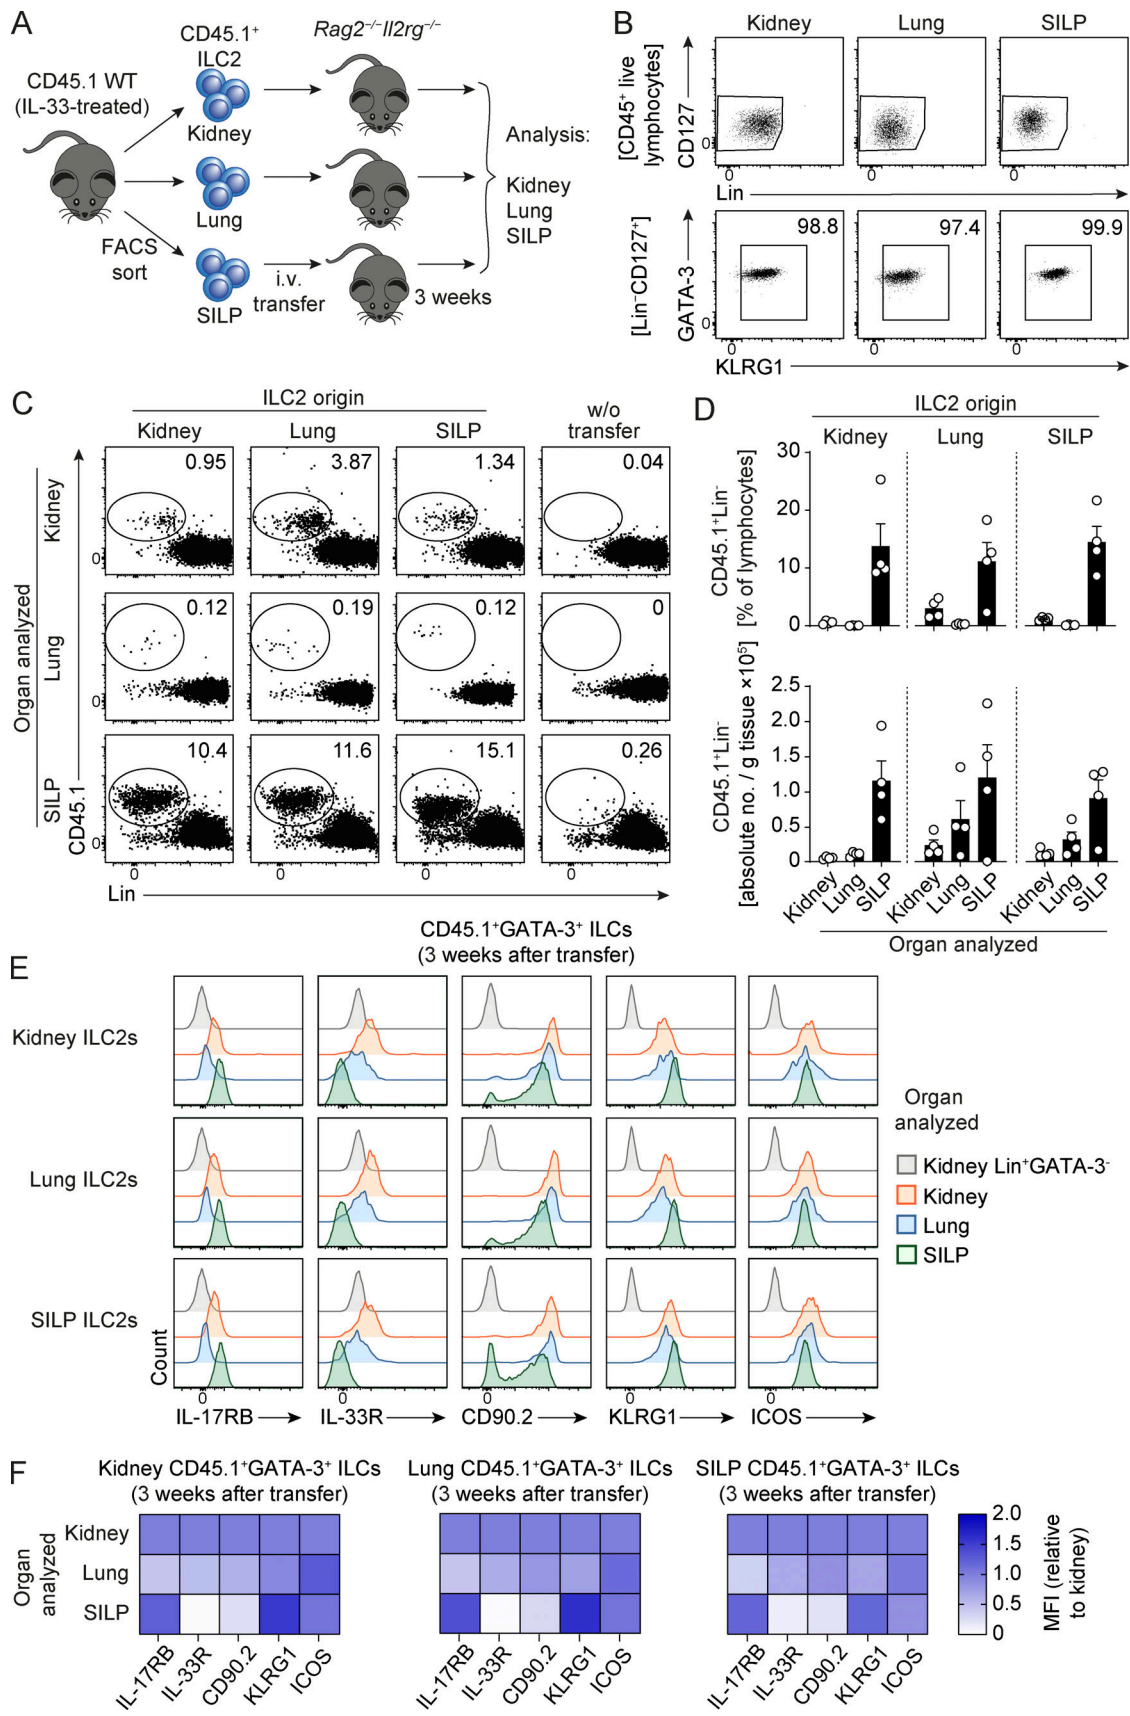 A
CD45.1 WT
(IL-33-treated)
CD45.1⁺
ILC2
Rag2⁻/⁻Il2rg⁻/⁻
Kidney
Lung
FACS
sort
SILP
i.v.
transfer
3 weeks
Analysis:
Kidney
Lung
SILP
B
Kidney
Lung
SILP
[CD45⁺ live
lymphocytes]
CD127
0
0
0
0
Lin
[Lin⁻CD127⁺]
GATA-3
98.8
97.4
99.9
0
0
0
0
KLRG1
C
ILC2 origin
Kidney
Lung
SILP
w/o
transfer
Organ analyzed
Kidney
0.95
3.87
1.34
0.04
0
Lung
0.12
0.19
0.12
0
0
SILP
CD45.1
10.4
11.6
15.1
0.26
0
0
0
0
0
Lin
D
ILC2 origin
Kidney
Lung
SILP
CD45.1⁺Lin⁻
[% of lymphocytes]
30
20
10
0
CD45.1⁺Lin⁻
[absolute no. / g tissue ×10⁵]
2.5
2.0
1.5
1.0
0.5
0
Kidney
Lung
SILP
Kidney
Lung
SILP
Kidney
Lung
SILP
Organ analyzed
CD45.1⁺GATA-3⁺ ILCs
(3 weeks after transfer)
E
Kidney ILC2s
Lung ILC2s
SILP ILC2s
Count
0
0
0
0
0
IL-17RB
IL-33R
CD90.2
KLRG1
ICOS
Organ
analyzed
Kidney Lin⁺GATA-3⁻
Kidney
Lung
SILP
F
Kidney CD45.1⁺GATA-3⁺ ILCs
(3 weeks after transfer)
Lung CD45.1⁺GATA-3⁺ ILCs
(3 weeks after transfer)
SILP CD45.1⁺GATA-3⁺ ILCs
(3 weeks after transfer)
Organ
analyzed
Kidney
Lung
SILP
IL-17RB
IL-33R
CD90.2
KLRG1
ICOS
IL-17RB
IL-33R
CD90.2
KLRG1
ICOS
IL-17RB
IL-33R
CD90.2
KLRG1
ICOS
2.0
1.5
1.0
0.5
0
MFI (relative
to kidney)